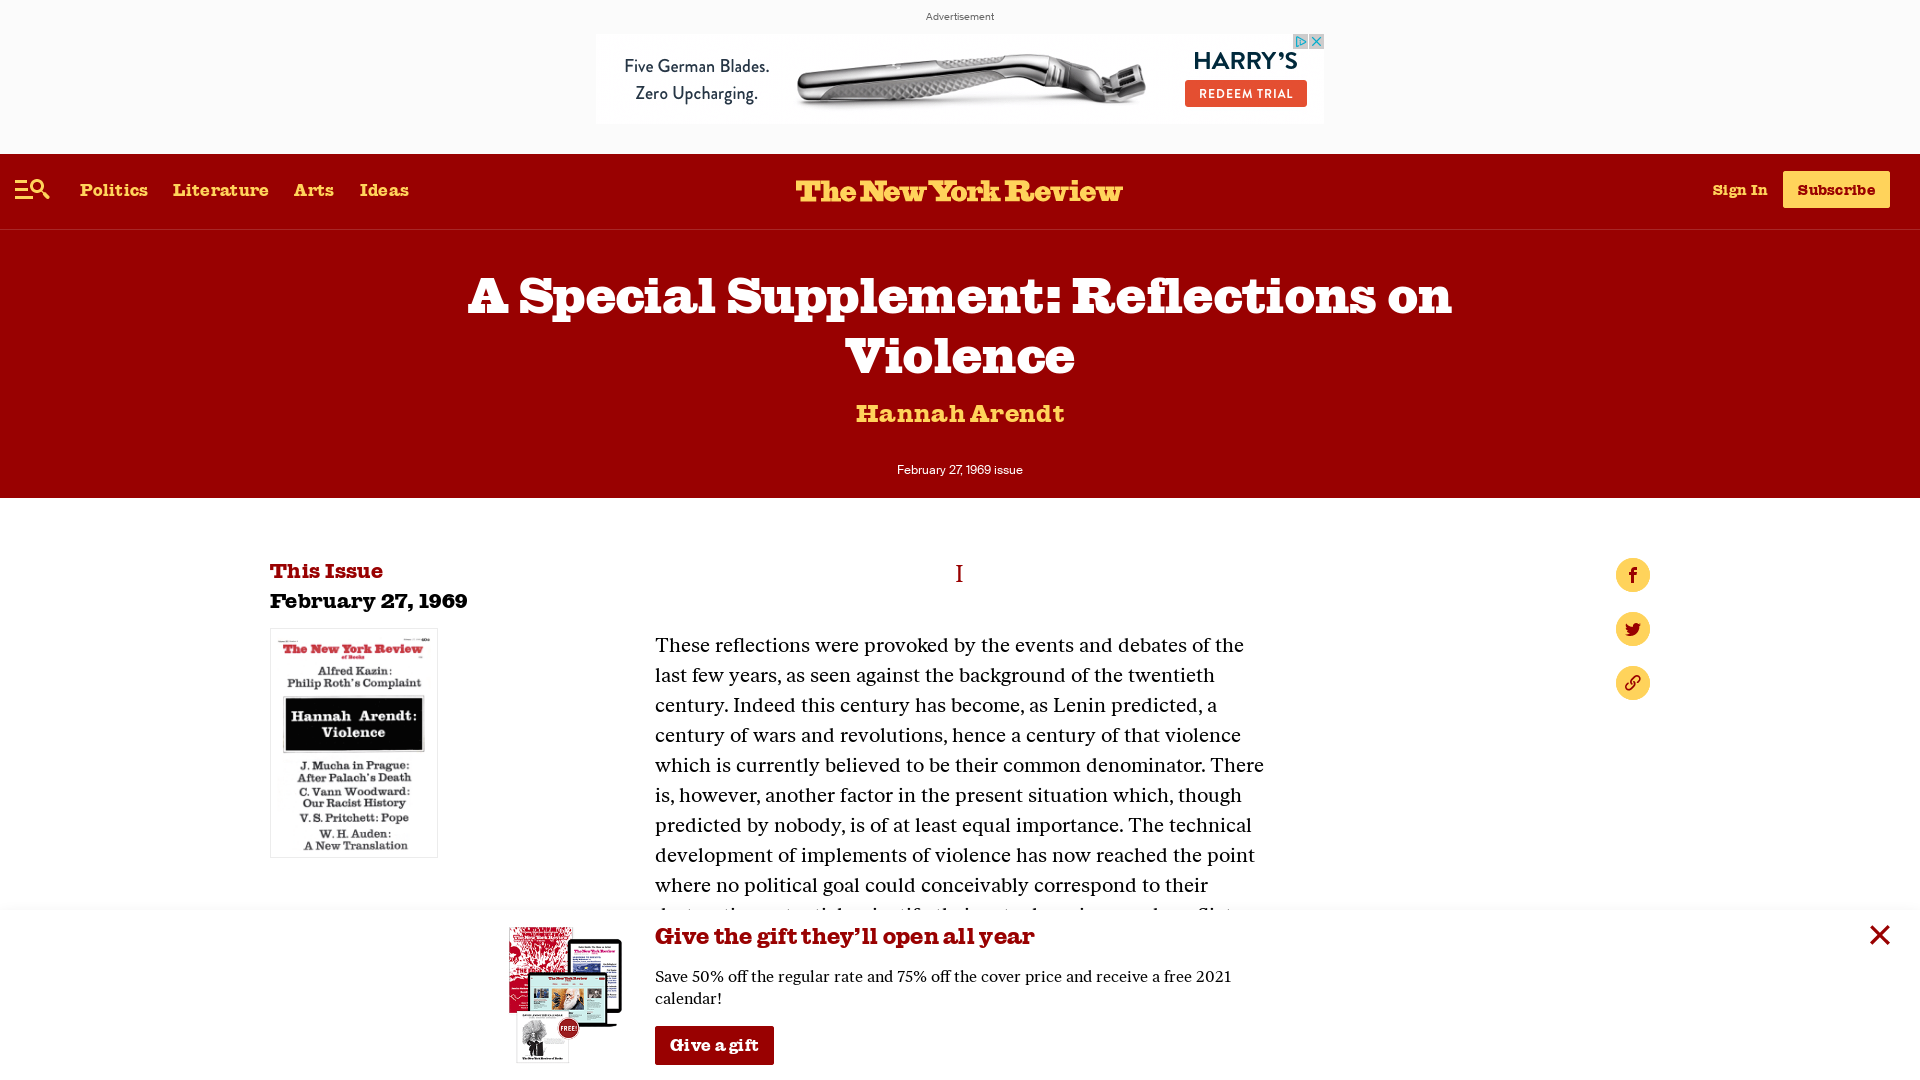 Advertisement
Five German Blades.
Zero Upcharging.
HARRY'S
REDEEM TRIAL
Politics
Literature
Arts
Ideas
The New York Review
Sign In
Subscribe
A Special Supplement: Reflections on
Violence
Hannah Arendt
February 27, 1969 issue
This Issue
February 27, 1969
The New York Review
of Books
Alfred Kazin:
Philip Roth's Complaint
Hannah Arendt:
Violence
J. Mucha in Prague:
After Palach's Death
C. Vann Woodward:
Our Racist History
V. S. Pritchett: Pope
W. H. Auden:
A New Translation
I
These reflections were provoked by the events and debates of the
last few years, as seen against the background of the twentieth
century. Indeed this century has become, as Lenin predicted, a
century of wars and revolutions, hence a century of that violence
which is currently believed to be their common denominator. There
is, however, another factor in the present situation which, though
predicted by nobody, is of at least equal importance. The technical
development of implements of violence has now reached the point
where no political goal could conceivably correspond to their
Give the gift they'll open all year
Save 50% off the regular rate and 75% off the cover price and receive a free 2021
calendar!
FREE!
Give a gift